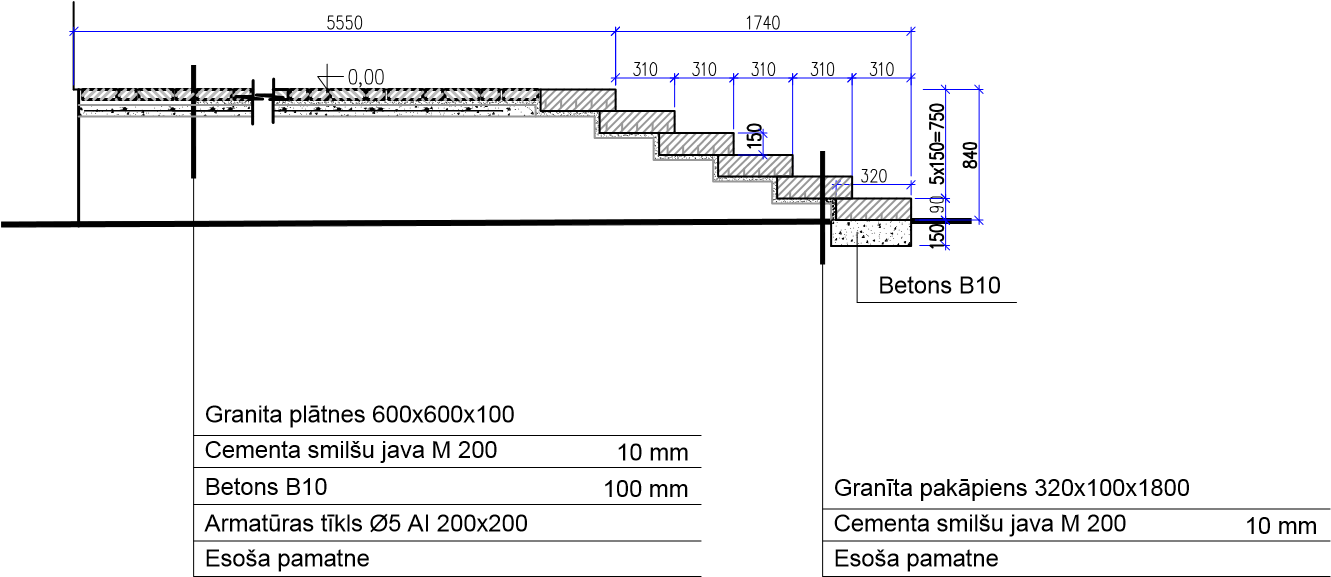 5550
1740
310
310
310
310
310
0,00
150
320
5x150=750
840
90
150
Betons B10
Granita plātnes 600x600x100
Cementa smilšu java M 200 10 mm
Betons B10 100 mm
Armatūras tīkls Ø5 AI 200x200
Esoša pamatne
Granīta pakāpiens 320x100x1800
Cementa smilšu java M 200 10 mm
Esoša pamatne